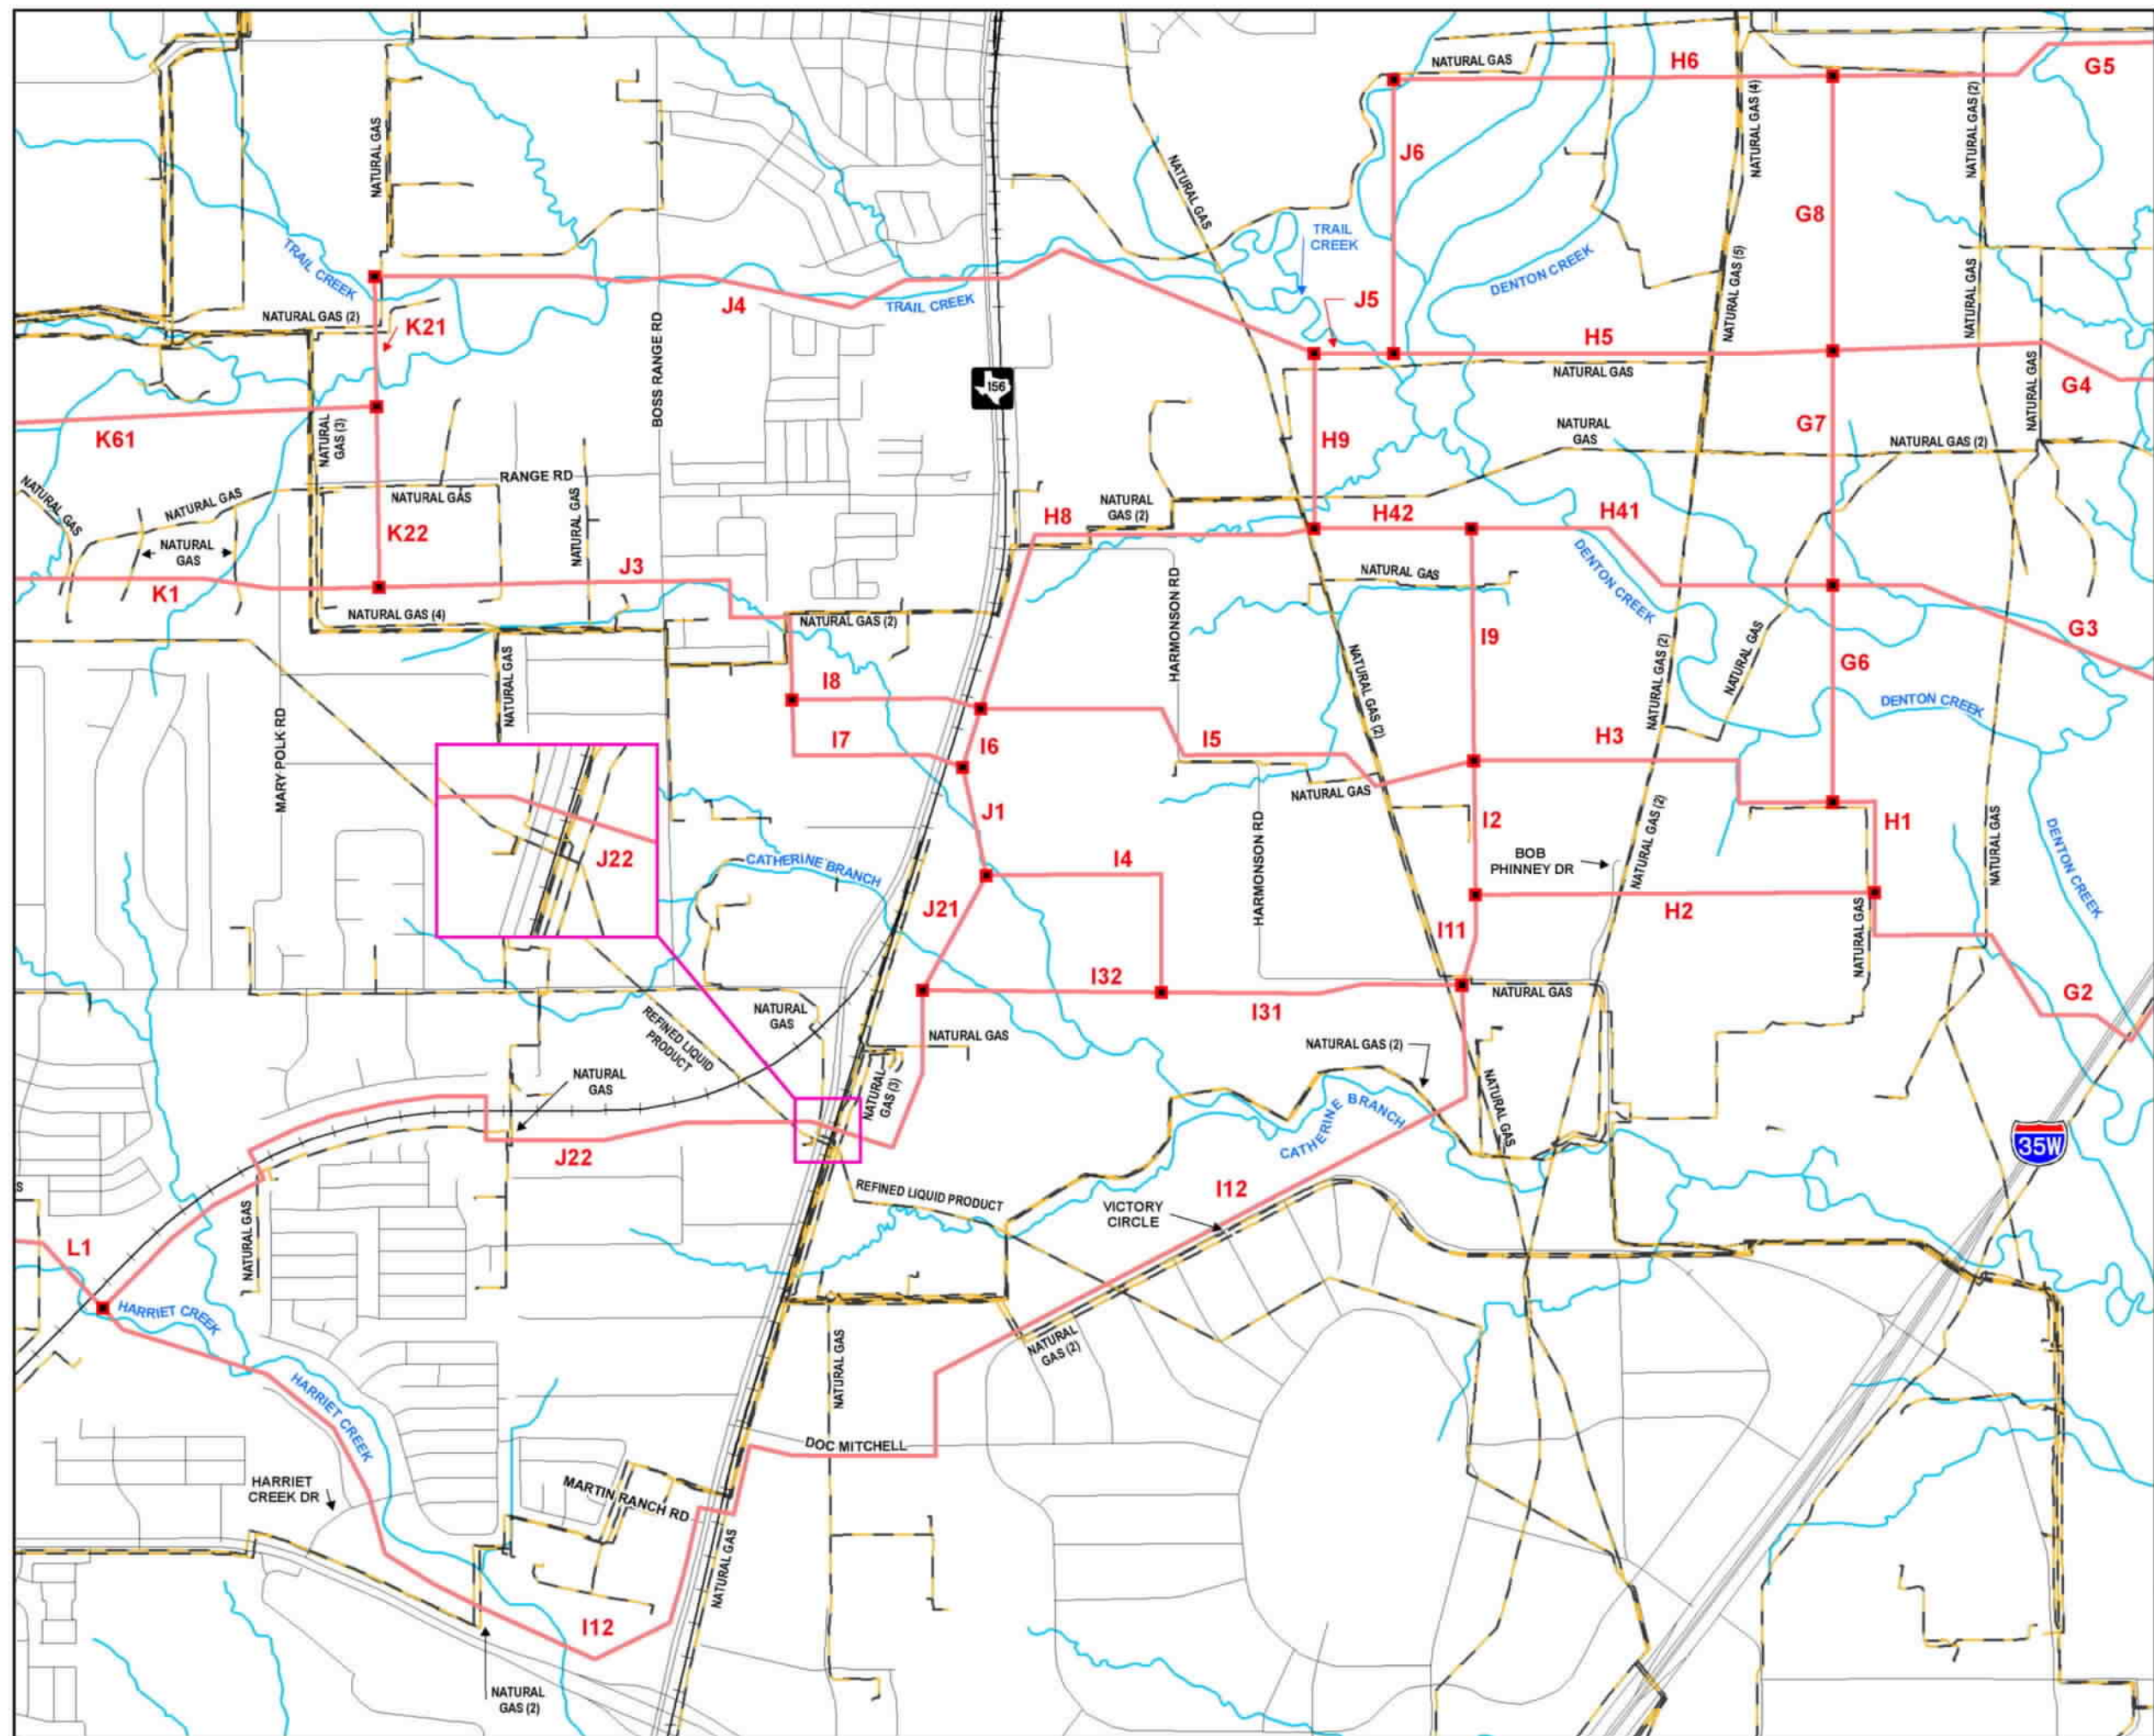 NATURAL GAS
H6
G5
NATURAL GAS
NATURAL GAS (4)
NATURAL GAS (2)
J6
NATURAL GAS
G8
TRAIL
CREEK
TRAIL CREEK
DENTON CREEK
NATURAL GAS (5)
NATURAL GAS
J4
TRAIL CREEK
J5
NATURAL GAS (2)
K21
BOSS RANGE RD
H5
NATURAL GAS
G4
NATURAL GAS
156
K61
NATURAL
GAS (3)
H9
NATURAL
GAS
G7
NATURAL GAS (2)
RANGE RD
NATURAL GAS
NATURAL GAS
NATURAL GAS
NATURAL
GAS (2)
H8
H42
H41
NATURAL GAS
K22
NATURAL
GAS
DENTON CREEK
J3
NATURAL GAS
K1
HARMONSON RD
NATURAL GAS (4)
NATURAL GAS (2)
I9
G3
NATURAL GAS
NATURAL GAS (2)
NATURAL GAS (2)
NATURAL GAS
G6
I8
DENTON CREEK
MARY POLK RD
I7
I6
I5
H3
NATURAL GAS
J1
I2
H1
NATURAL GAS (2)
NATURAL GAS
HARMONSON RD
J22
CATHERINE BRANCH
I4
BOB
PHINNEY DR
DENTON CREEK
J21
I11
H2
NATURAL GAS
I32
I31
NATURAL GAS
G2
NATURAL
GAS
REFINED LIQUID
PRODUCT
NATURAL GAS
NATURAL GAS (2)
NATURAL
GAS
NATURAL
GAS (3)
NATURAL GAS
CATHERINE BRANCH
35W
J22
S
REFINED LIQUID PRODUCT
I12
VICTORY
CIRCLE
NATURAL GAS
L1
HARRIET CREEK
NATURAL
GAS (2)
NATURAL GAS
HARRIET CREEK
DOC MITCHELL
HARRIET
CREEK DR
MARTIN RANCH RD
NATURAL GAS
I12
NATURAL
GAS (2)